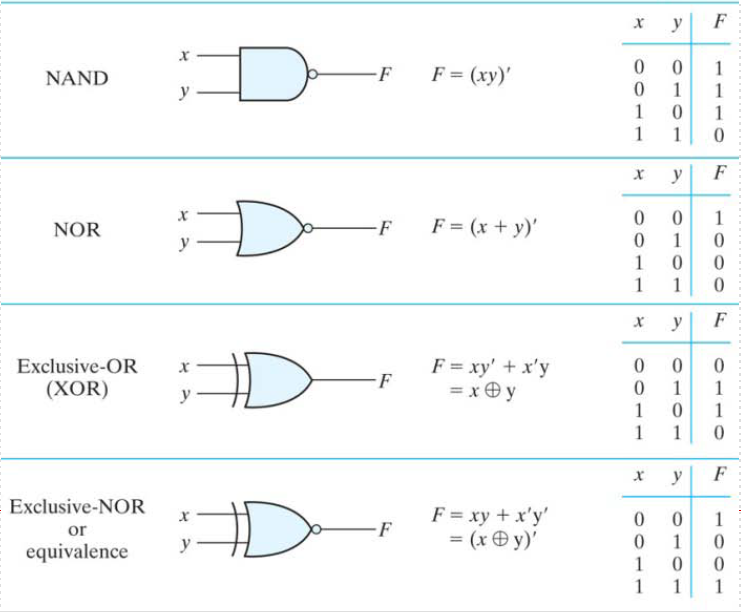 x y F
NAND x y F F = (xy)′
0 0 1
0 1 1
1 0 1
1 1 0
x y F
NOR x y F F = (x + y)′
0 0 1
0 1 0
1 0 0
1 1 0
x y F
Exclusive-OR
(XOR)
x y F
F = xy′ + x′y
= x ⊕ y
0 0 0
0 1 1
1 0 1
1 1 0
x y F
Exclusive-NOR
or
equivalence
x y F
F = xy + x′y′
= (x ⊕ y)′
0 0 1
0 1 0
1 0 0
1 1 1